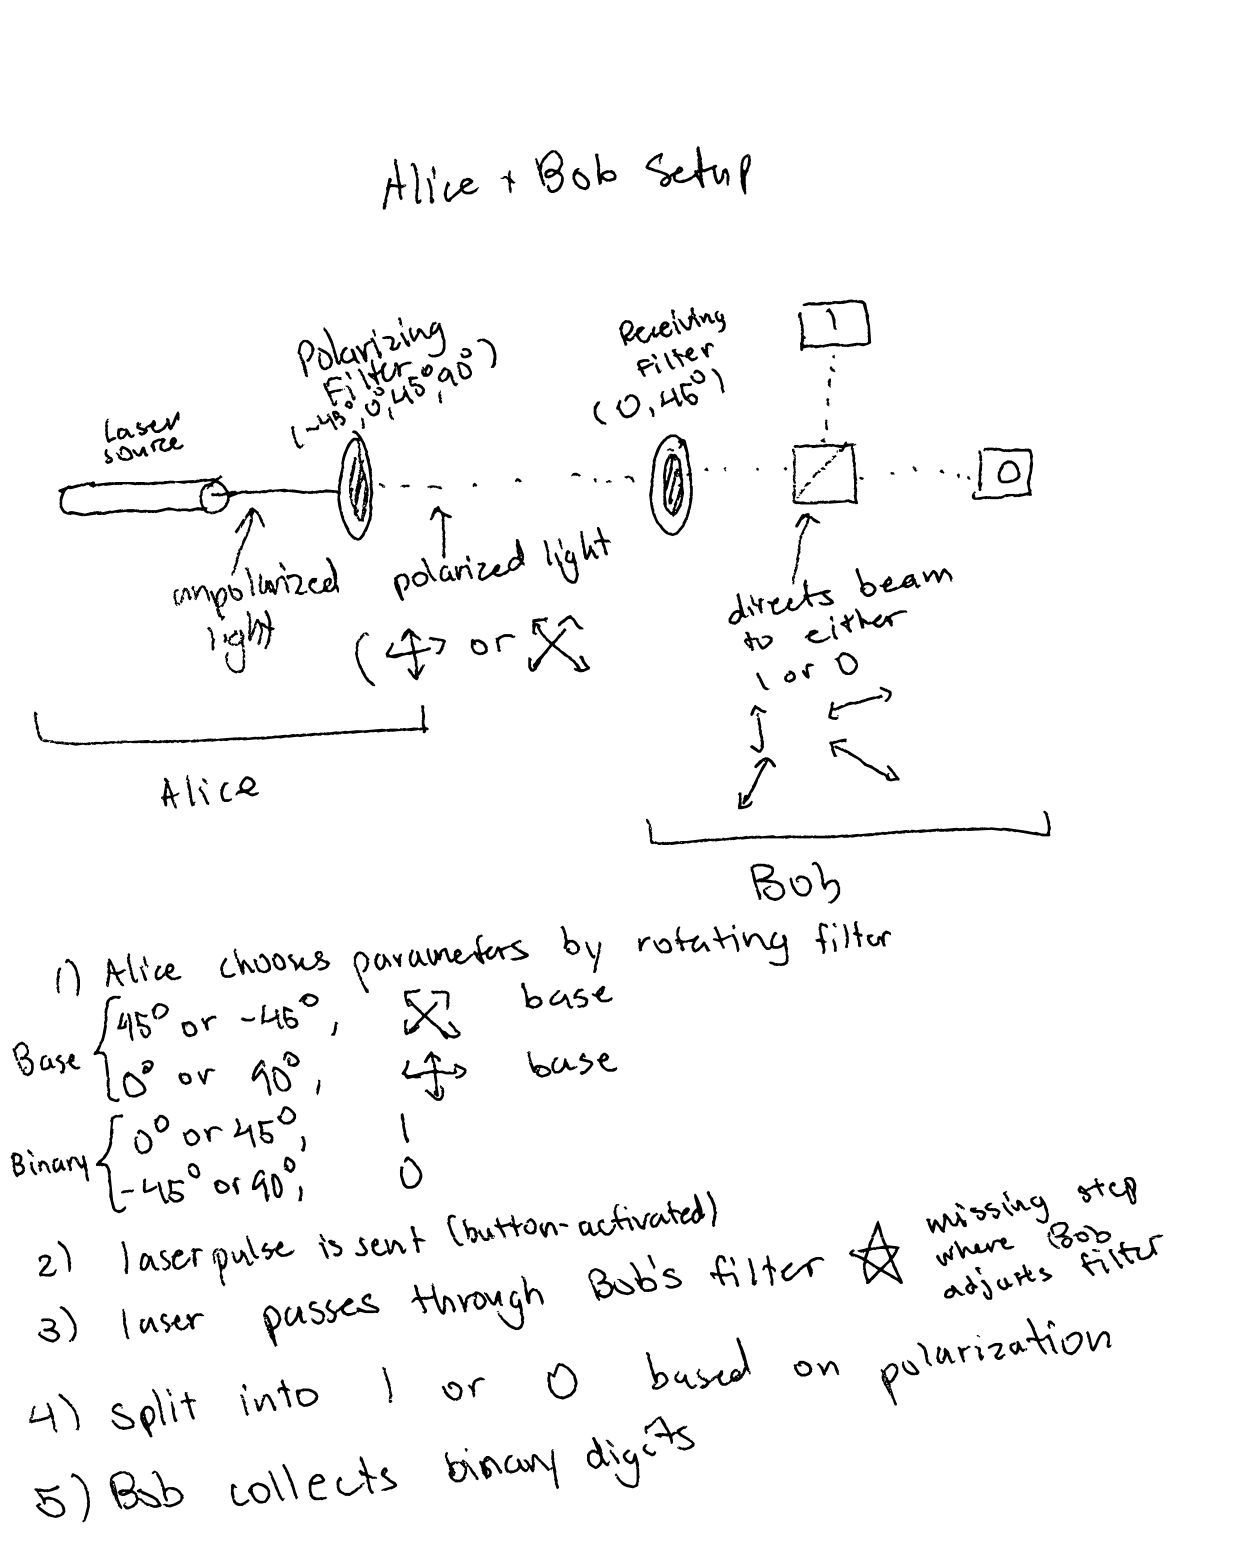 Alice + Bob Setup
Laser
source
Polarizing
Filter
(-45°, 0°, 45°, 90°)
Receiving
Filter
(0, 45°)
1
0
unpolarized
light
polarized light
( or
directs beam
to either
1 or 0
Alice
Bob
1) Alice chooses parameters by rotating filter
Base { 45° or -45°, base
0° or 90°, base
Binary { 0° or 45°, 1
-45° or 90°, 0
2) laser pulse is sent (button-activated)
3) laser passes through Bob's filter ☆ missing step
where Bob
adjusts filter
4) split into 1 or 0 based on polarization
5) Bob collects binary digits